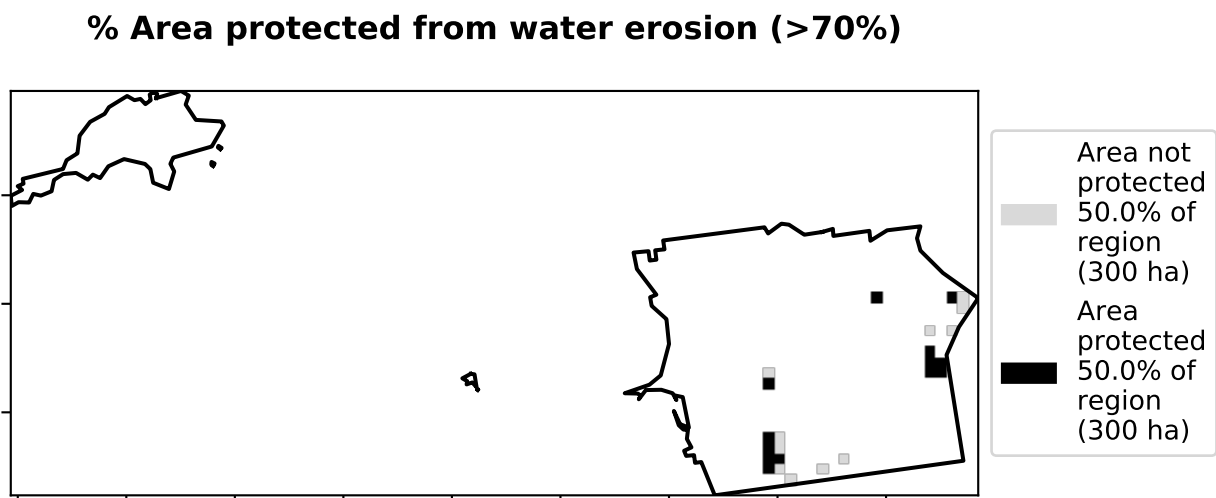 % Area protected from water erosion (>70%)
Area not
protected
50.0% of
region
(300 ha)
Area
protected
50.0% of
region
(300 ha)